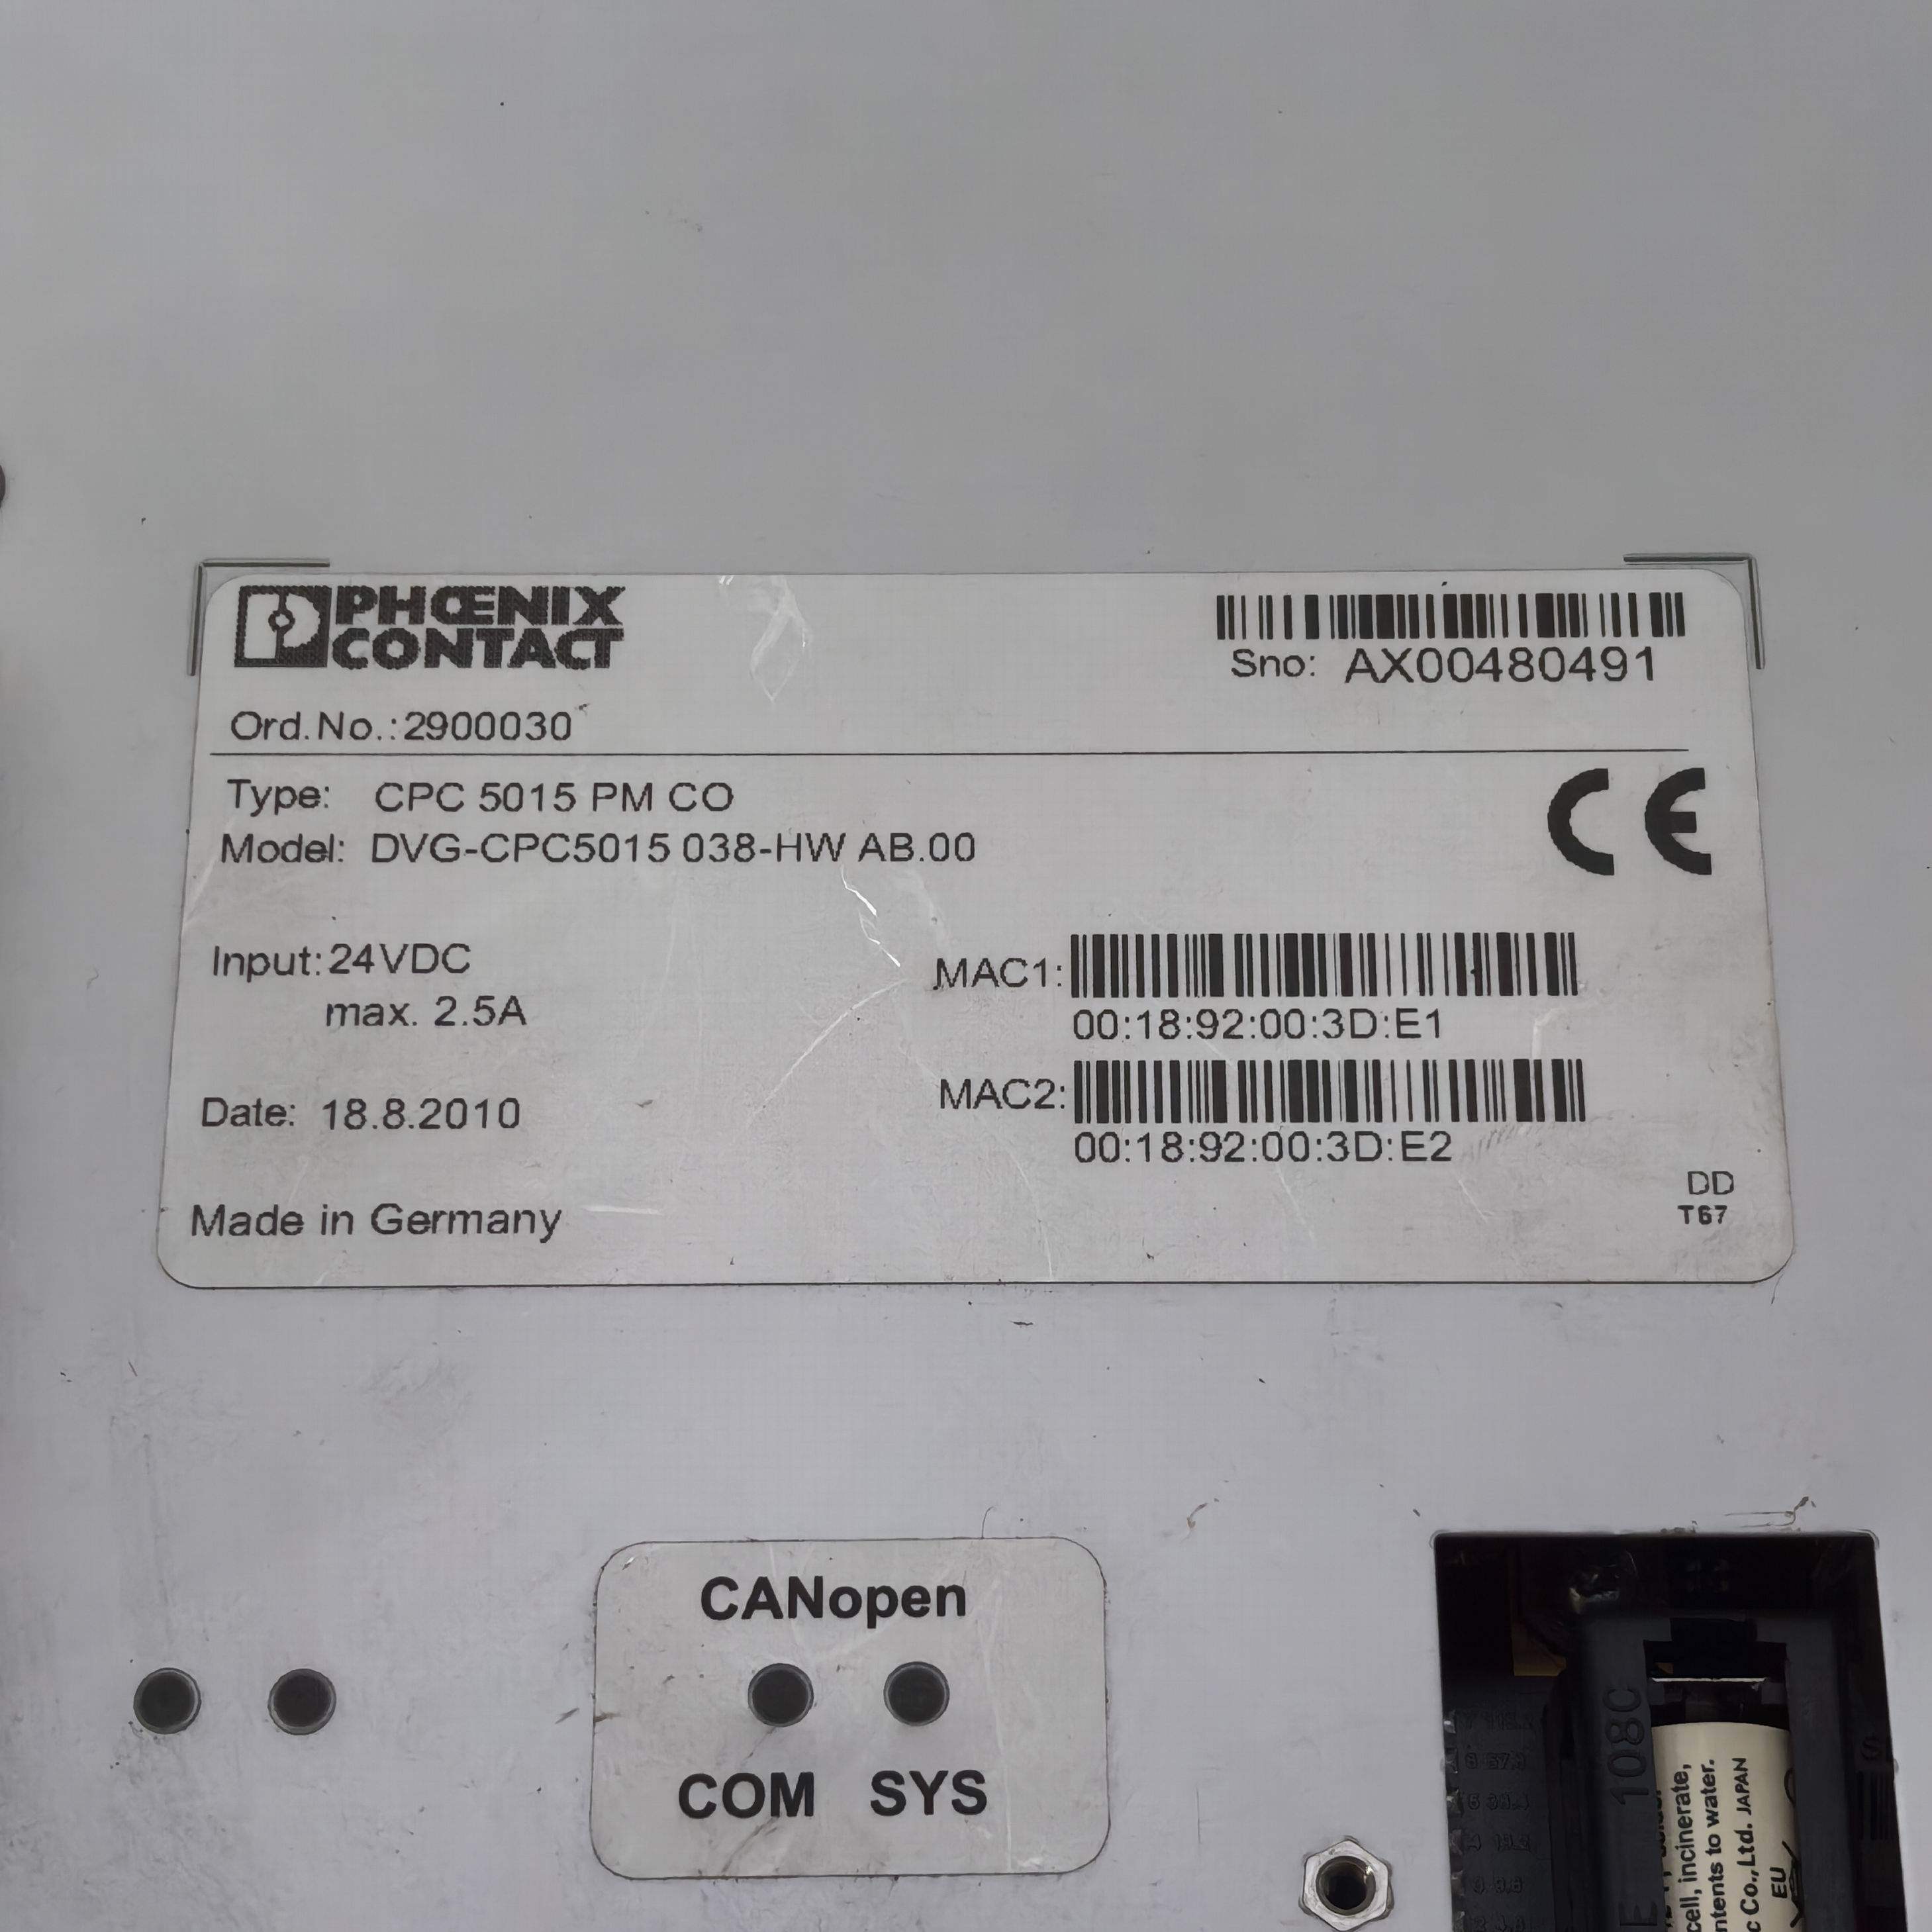 PHŒNIX
CONTACT
Sno: AX00480491
Ord.No.:2900030
Type: CPC 5015 PM CO
Model: DVG-CPC5015 038-HW AB.00
CE
Input: 24VDC
max. 2.5A
MAC1:
00:18:92:00:3D:E1
MAC2:
00:18:92:00:3D:E2
Date: 18.8.2010
DD
T67
Made in Germany
CANopen
COM SYS
108C
cell, incinerate,
ntents to water.
c Co., Ltd. JAPAN
EU